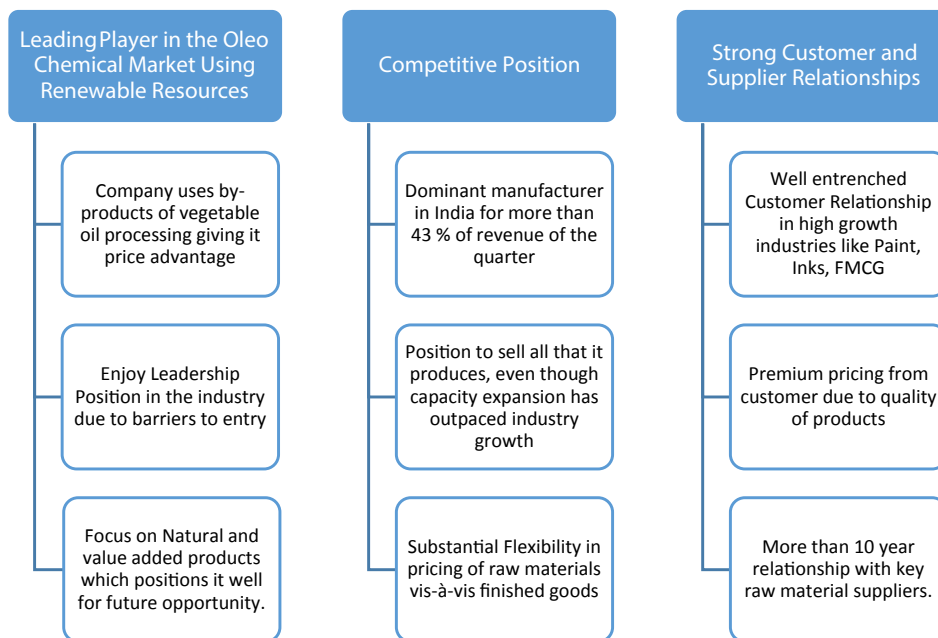 Leading Player in the Oleo
Chemical Market Using
Renewable Resources
Company uses by-
products of vegetable
oil processing giving it
price advantage
Enjoy Leadership
Position in the industry
due to barriers to entry
Focus on Natural and
value added products
which positions it well
for future opportunity.
Competitive Position
Dominant manufacturer
in India for more than
43 % of revenue of the
quarter
Position to sell all that it
produces, even though
capacity expansion has
outpaced industry
growth
Substantial Flexibility in
pricing of raw materials
vis-à-vis finished goods
Strong Customer and
Supplier Relationships
Well entrenched
Customer Relationship
in high growth
industries like Paint,
Inks, FMCG
Premium pricing from
customer due to quality
of products
More than 10 year
relationship with key
raw material suppliers.